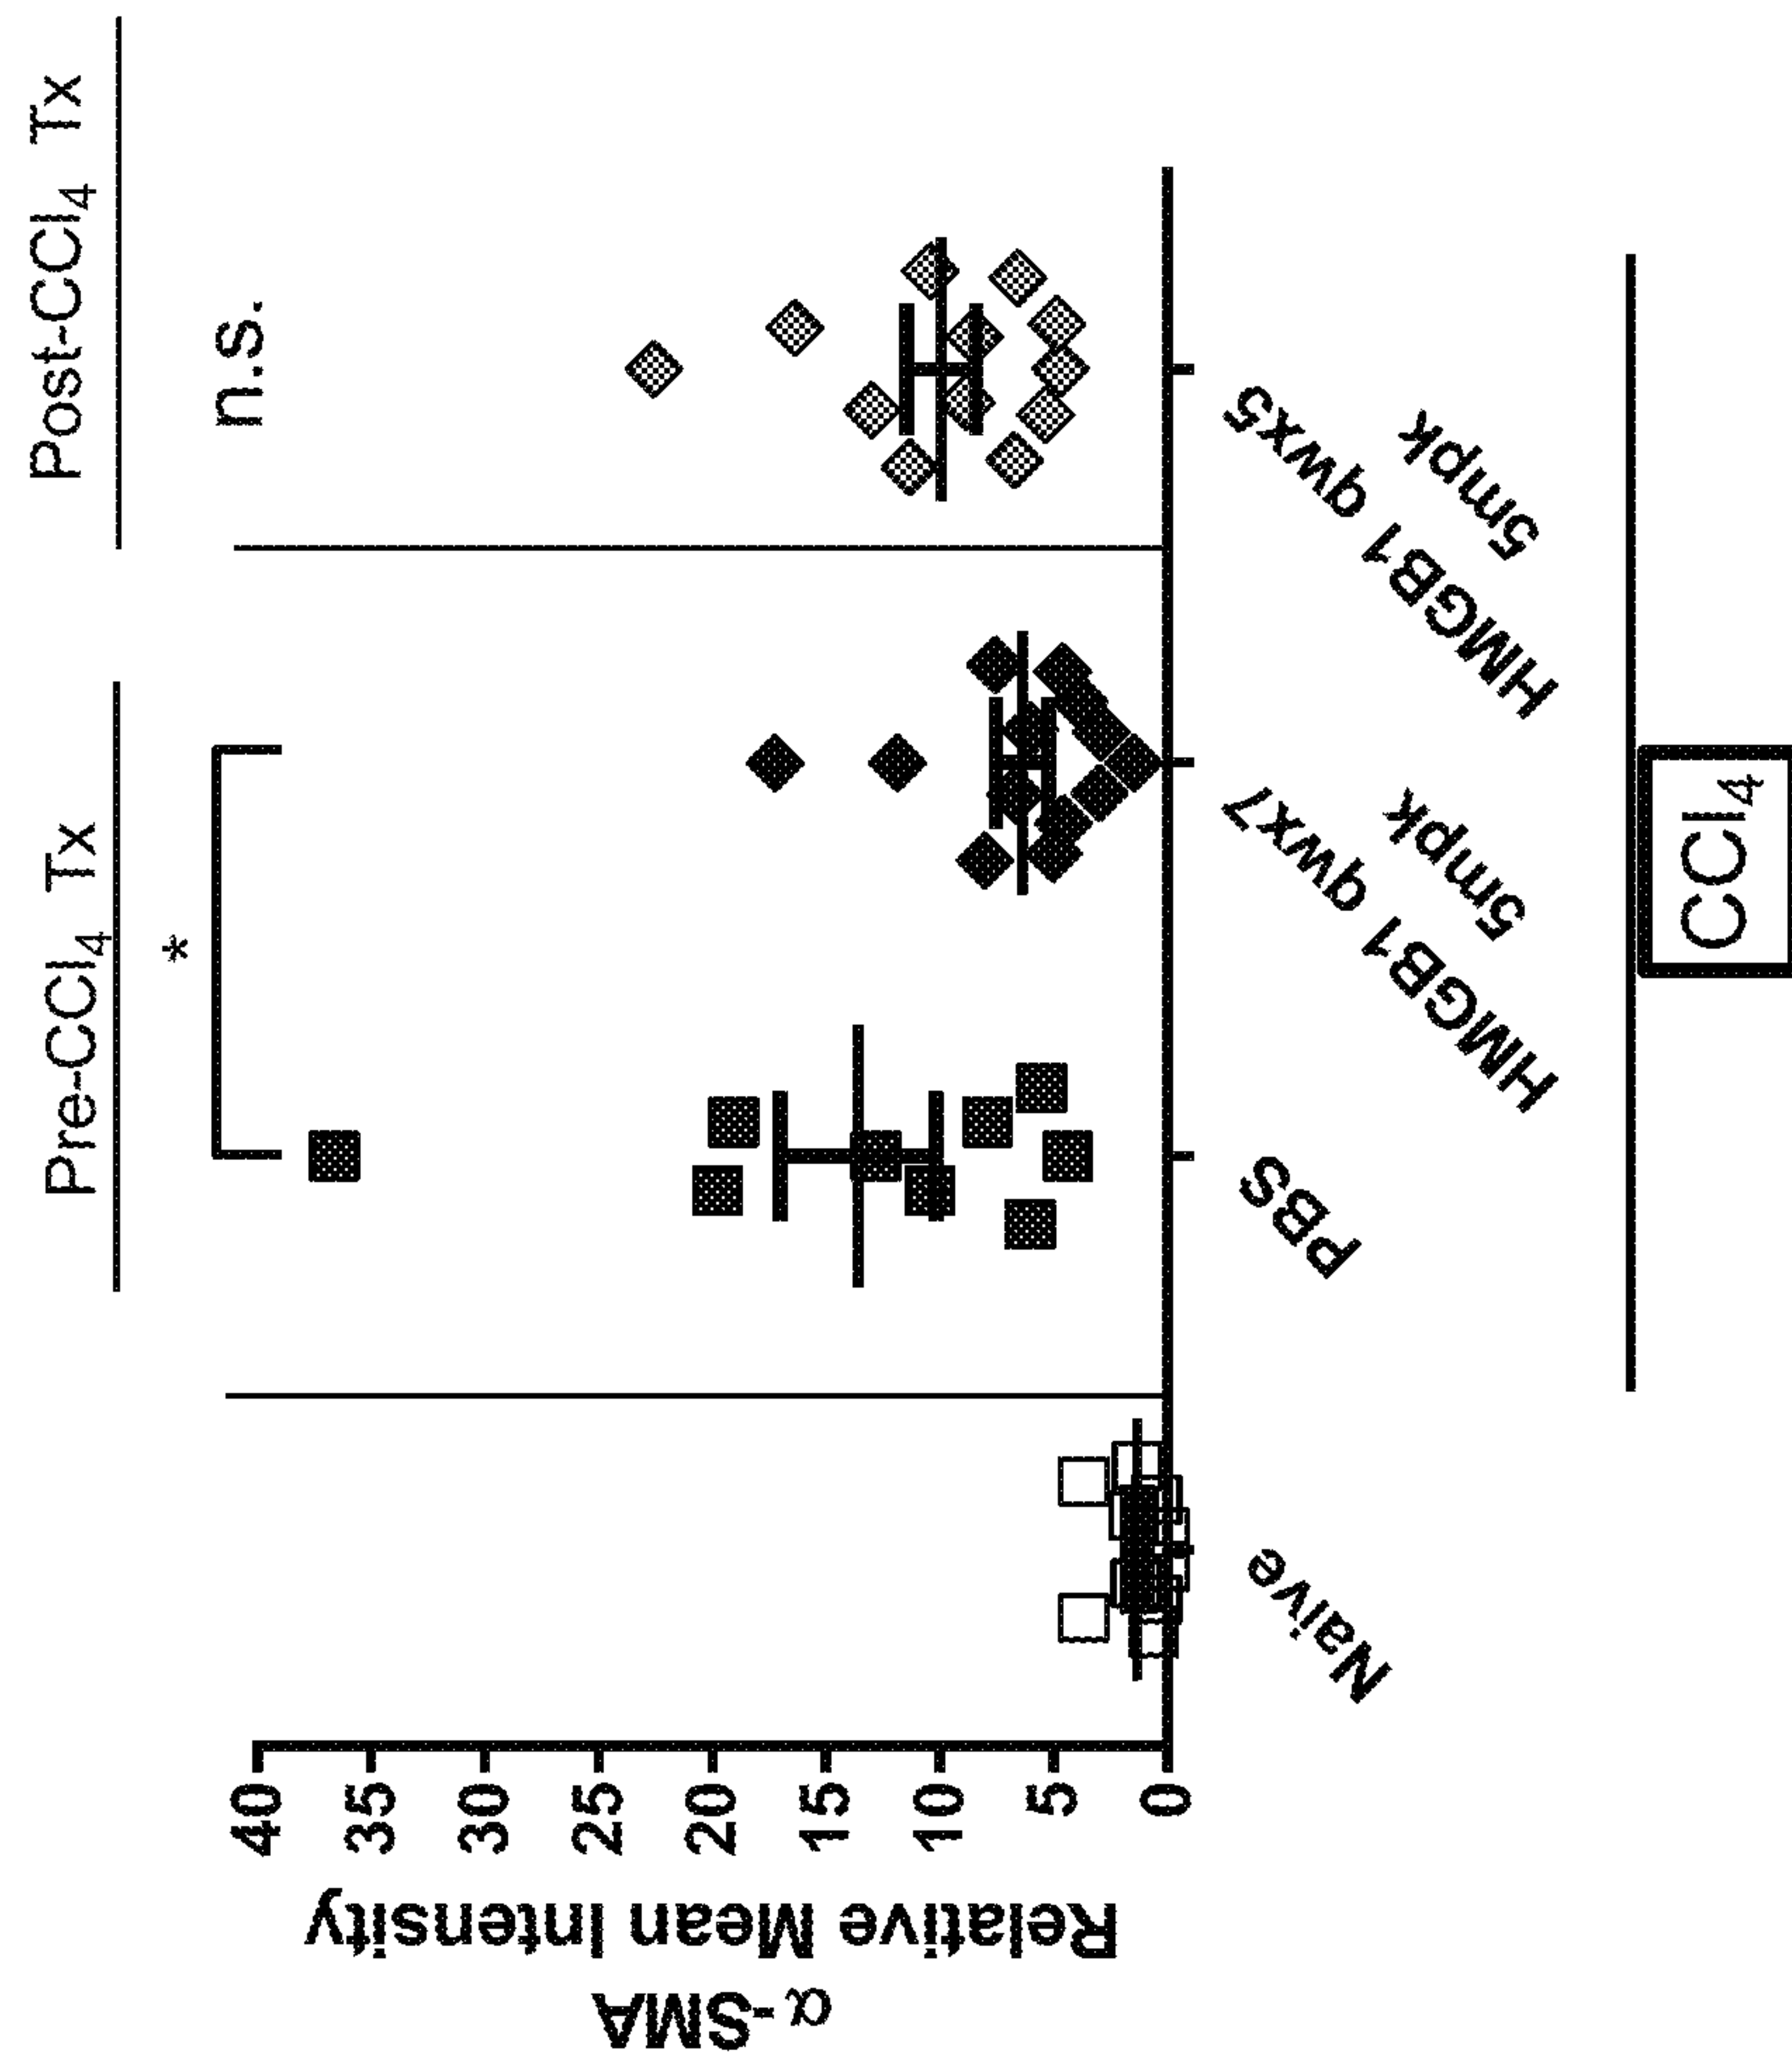 Pre-CCl₄ Tx
Post-CCl₄ Tx
*
n.s.
α-SMA
Relative Mean Intensity
40
35
30
25
20
15
10
5
0
Naive
PBS
HMGB1 qwx7
5mpk
HMGB1 qwx5
5mpk
CCl₄